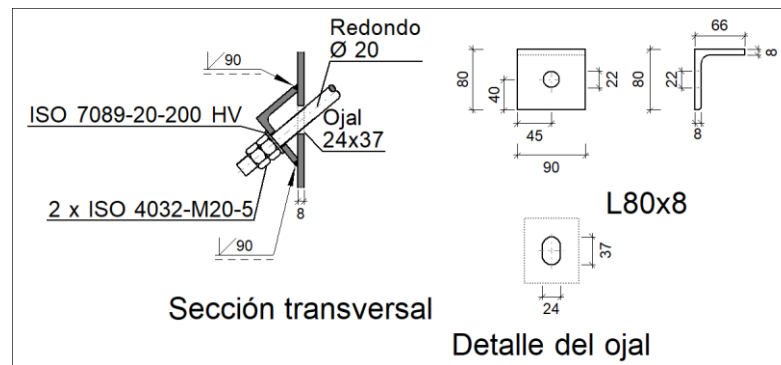 90
Redondo
Ø 20
ISO 7089-20-200 HV
Ojal
24x37
2 x ISO 4032-M20-5
8
90
Sección transversal
66
8
80
40
22
45
90
80
22
8
L80x8
37
24
Detalle del ojal